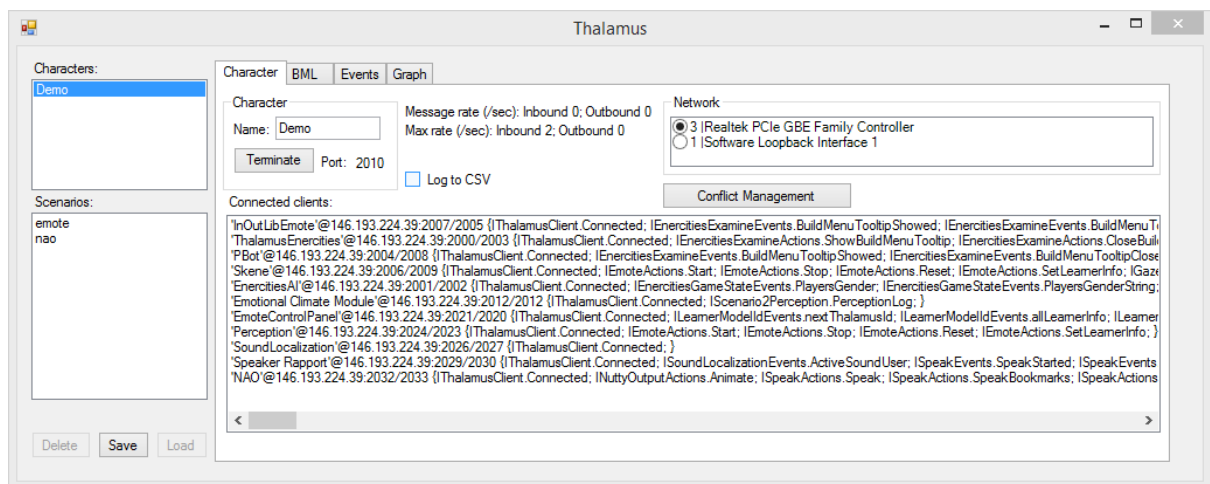 Thalamus
Characters:
Demo
Scenarios:
emote
nao
Delete Save Load
Character BML Events Graph
Character
Name: Demo
Terminate Port: 2010
Message rate (/sec): Inbound 0; Outbound 0
Max rate (/sec): Inbound 2; Outbound 0
Log to CSV
Network
3 |Realtek PCIe GBE Family Controller
1 |Software Loopback Interface 1
Conflict Management
Connected clients:
'InOutLibEmote'@146.193.224.39:2007/2005 {IThalamusClient.Connected; IEnercitiesExamineEvents.BuildMenuTooltipShowed; IEnercitiesExamineEvents.BuildMenuT
'ThalamusEnercities'@146.193.224.39:2000/2003 {IThalamusClient.Connected; IEnercitiesExamineActions.ShowBuildMenuTooltip; IEnercitiesExamineActions.CloseBuil
'PBot'@146.193.224.39:2004/2008 {IThalamusClient.Connected; IEnercitiesExamineEvents.BuildMenuTooltipShowed; IEnercitiesExamineEvents.BuildMenuTooltipClose
'Skene'@146.193.224.39:2006/2009 {IThalamusClient.Connected; IEmoteActions.Start; IEmoteActions.Stop; IEmoteActions.Reset; IEmoteActions.SetLearnerInfo; IGaze
'EnercitiesAI'@146.193.224.39:2001/2002 {IThalamusClient.Connected; IEnercitiesGameStateEvents.PlayersGender; IEnercitiesGameStateEvents.PlayersGenderString;
'Emotional Climate Module'@146.193.224.39:2012/2012 {IThalamusClient.Connected; IScenario2Perception.PerceptionLog; }
'EmoteControlPanel'@146.193.224.39:2021/2020 {IThalamusClient.Connected; ILearnerModelIdEvents.nextThalamusId; ILearnerModelIdEvents.allLearnerInfo; ILearner
'Perception'@146.193.224.39:2024/2023 {IThalamusClient.Connected; IEmoteActions.Start; IEmoteActions.Stop; IEmoteActions.Reset; IEmoteActions.SetLearnerInfo; }
'SoundLocalization'@146.193.224.39:2026/2027 {IThalamusClient.Connected; }
'Speaker Rapport'@146.193.224.39:2029/2030 {IThalamusClient.Connected; ISoundLocalizationEvents.ActiveSoundUser; ISpeakEvents.SpeakStarted; ISpeakEvents
'NAO'@146.193.224.39:2032/2033 {IThalamusClient.Connected; INuttyOutputActions.Animate; ISpeakActions.Speak; ISpeakActions.SpeakBookmarks; ISpeakActions